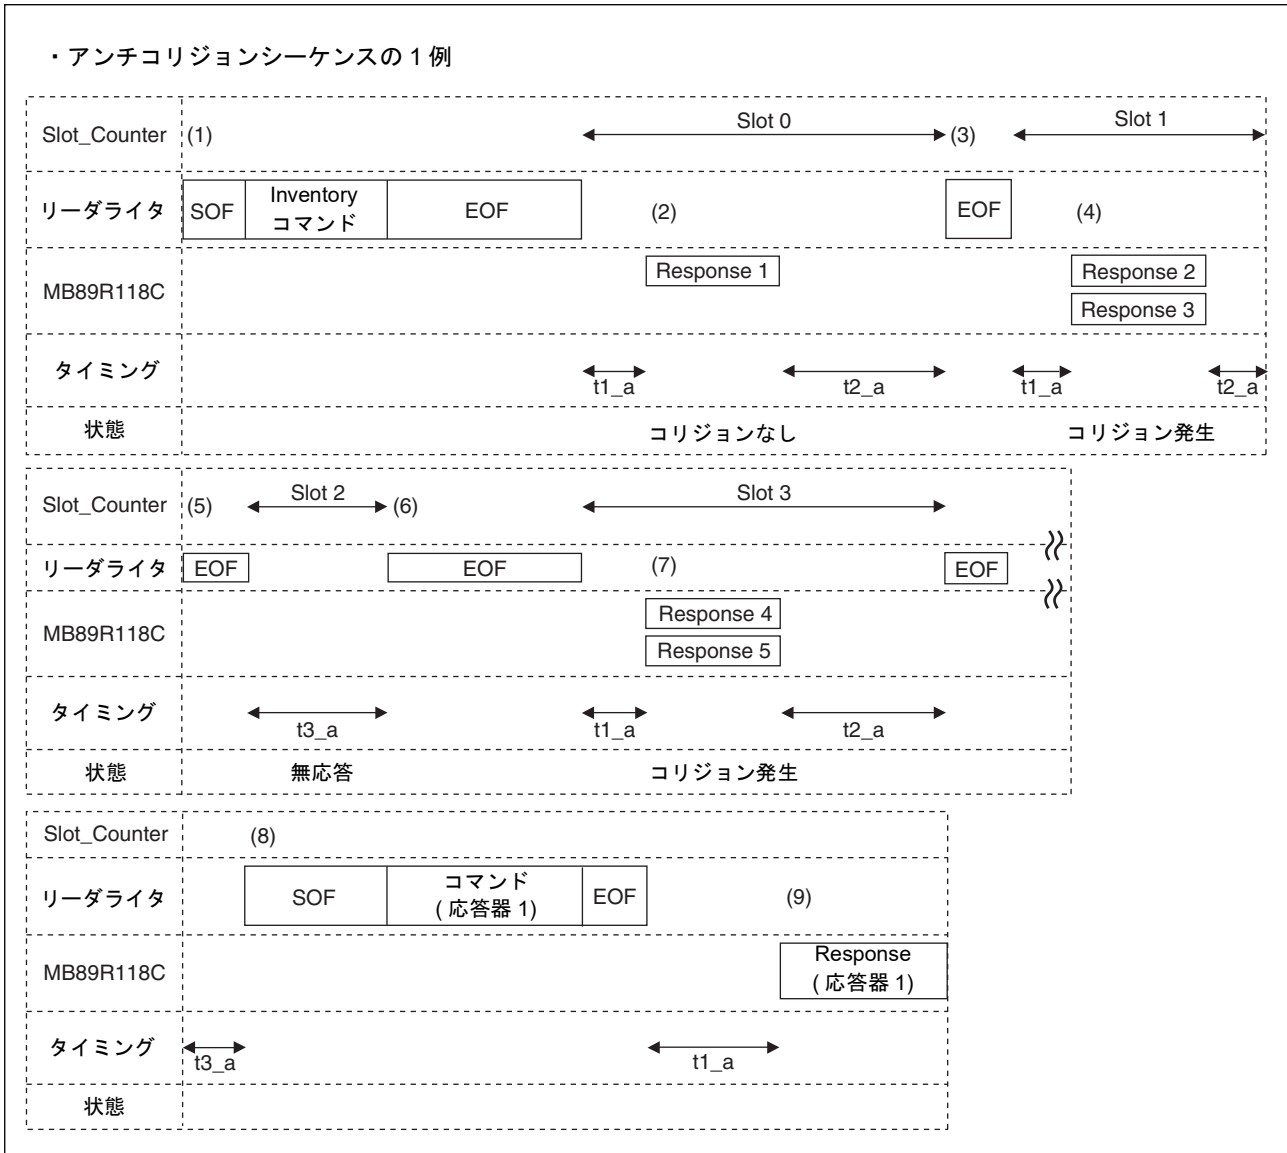 ・アンチコリジョンシーケンスの 1 例
Slot_Counter (1) Slot 0 (3) Slot 1
リーダライタ SOF Inventory コマンド EOF (2) EOF (4)
MB89R118C Response 1 Response 2
Response 3
タイミング t1_a t2_a t1_a t2_a
状態 コリジョンなし コリジョン発生
Slot_Counter (5) Slot 2 (6) Slot 3
リーダライタ EOF EOF (7) EOF
MB89R118C Response 4
Response 5
タイミング t3_a t1_a t2_a
状態 無応答 コリジョン発生
Slot_Counter (8)
リーダライタ SOF コマンド ( 応答器 1) EOF (9)
MB89R118C Response ( 応答器 1)
タイミング t3_a t1_a
状態